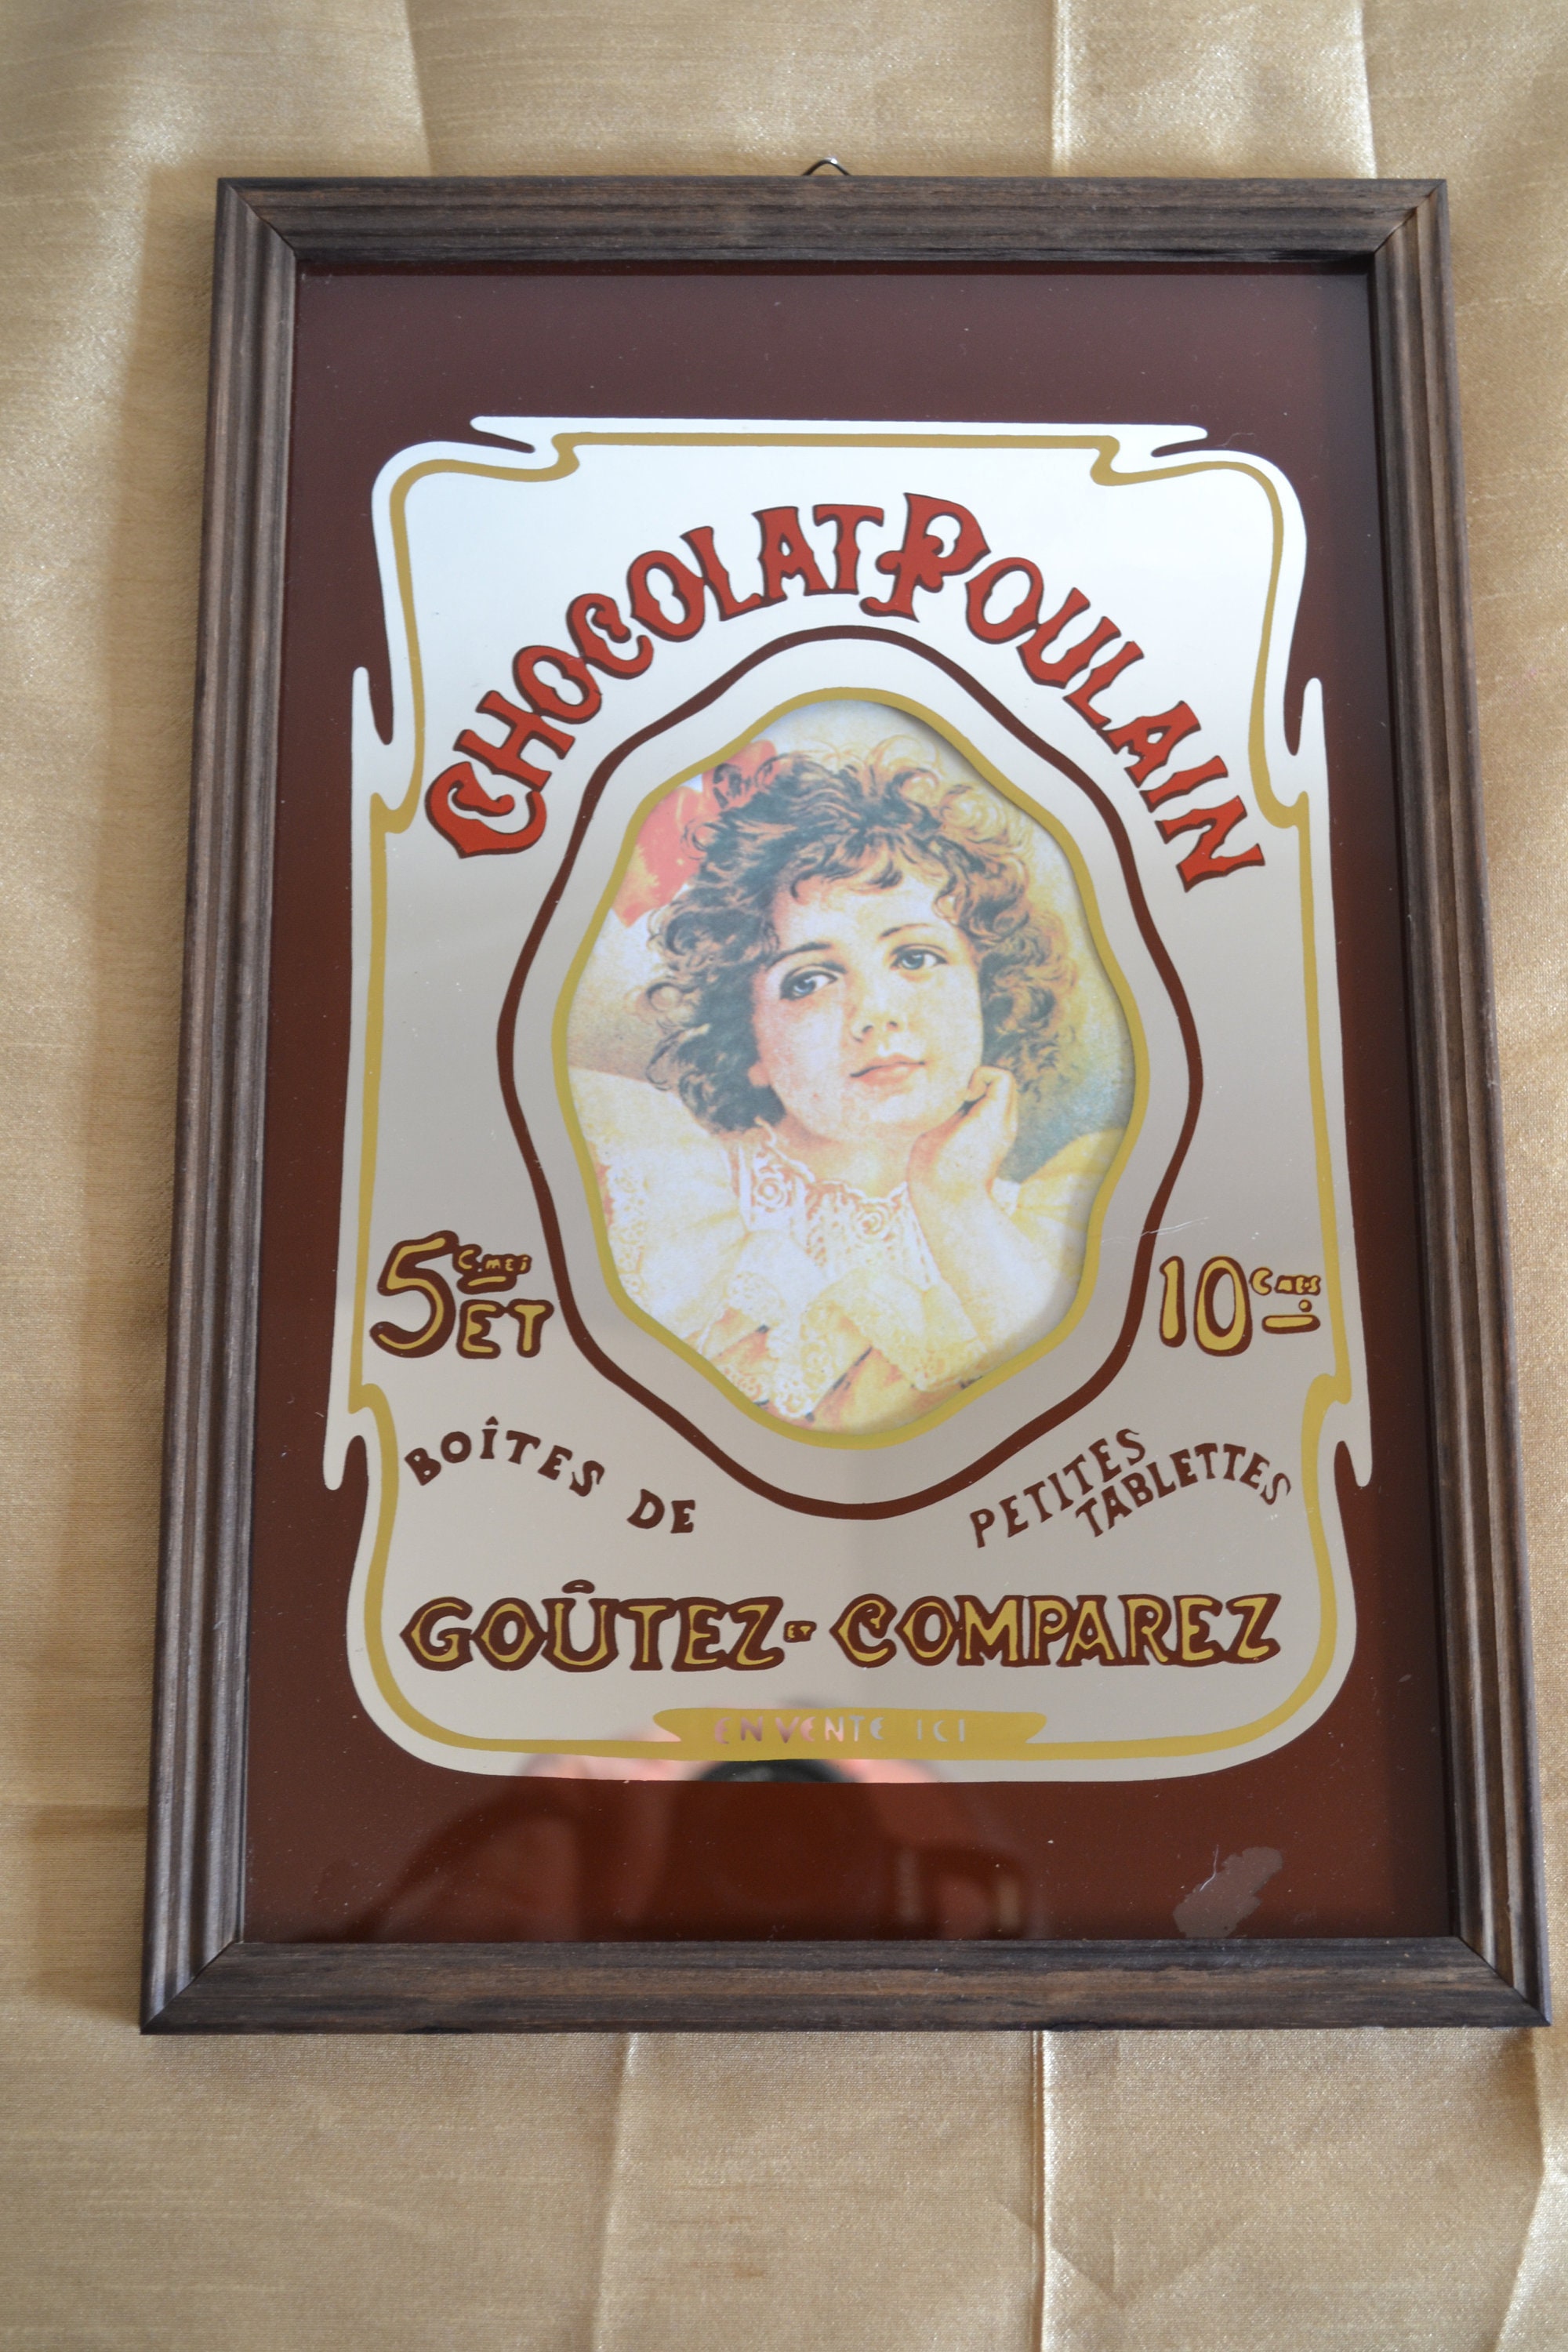 CHOCOLAT POULAIN
5 C.mes ET 10 C.mes
BOÎTES DE PETITES TABLETTES
GOÛTEZ ET COMPAREZ
EN VENTE ICI